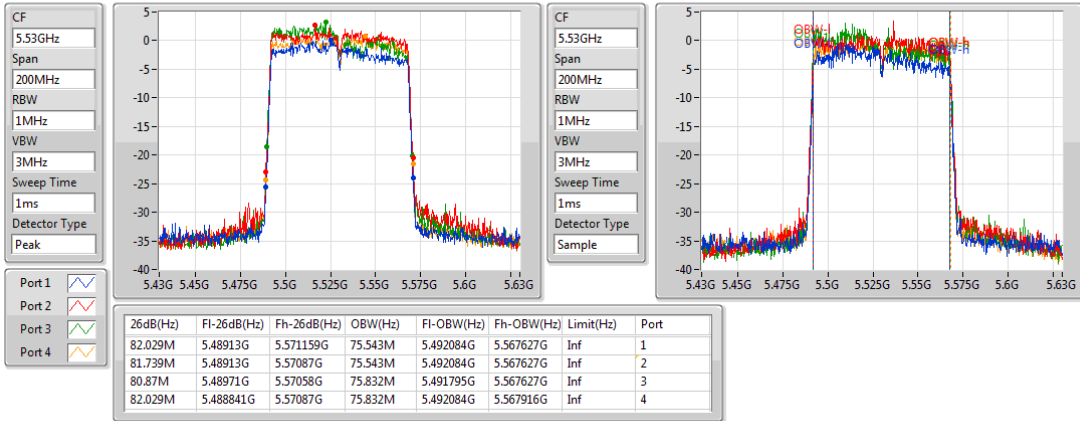 CF
5.53GHz
Span
200MHz
RBW
1MHz
VBW
3MHz
Sweep Time
1ms
Detector Type
Peak
5
0
-5
-10
-15
-20
-25
-30
-35
-40
5.43G 5.475G 5.5G 5.525G 5.55G 5.575G 5.6G 5.63G
CF
5.53GHz
Span
200MHz
RBW
1MHz
VBW
3MHz
Sweep Time
1ms
Detector Type
Sample
5
0
-5
-10
-15
-20
-25
-30
-35
-40
5.43G 5.475G 5.5G 5.525G 5.55G 5.575G 5.6G 5.63G
Port 1
Port 2
Port 3
Port 4
26dB(Hz) Fl-26dB(Hz) Fh-26dB(Hz) OBW(Hz) Fl-OBW(Hz) Fh-OBW(Hz) Limit(Hz) Port
82.029M 5.48913G 5.571159G 75.543M 5.492084G 5.567627G Inf 1
81.739M 5.48913G 5.57087G 75.543M 5.492084G 5.567627G Inf 2
80.87M 5.48971G 5.57058G 75.832M 5.491795G 5.567627G Inf 3
82.029M 5.488841G 5.57087G 75.832M 5.492084G 5.567916G Inf 4